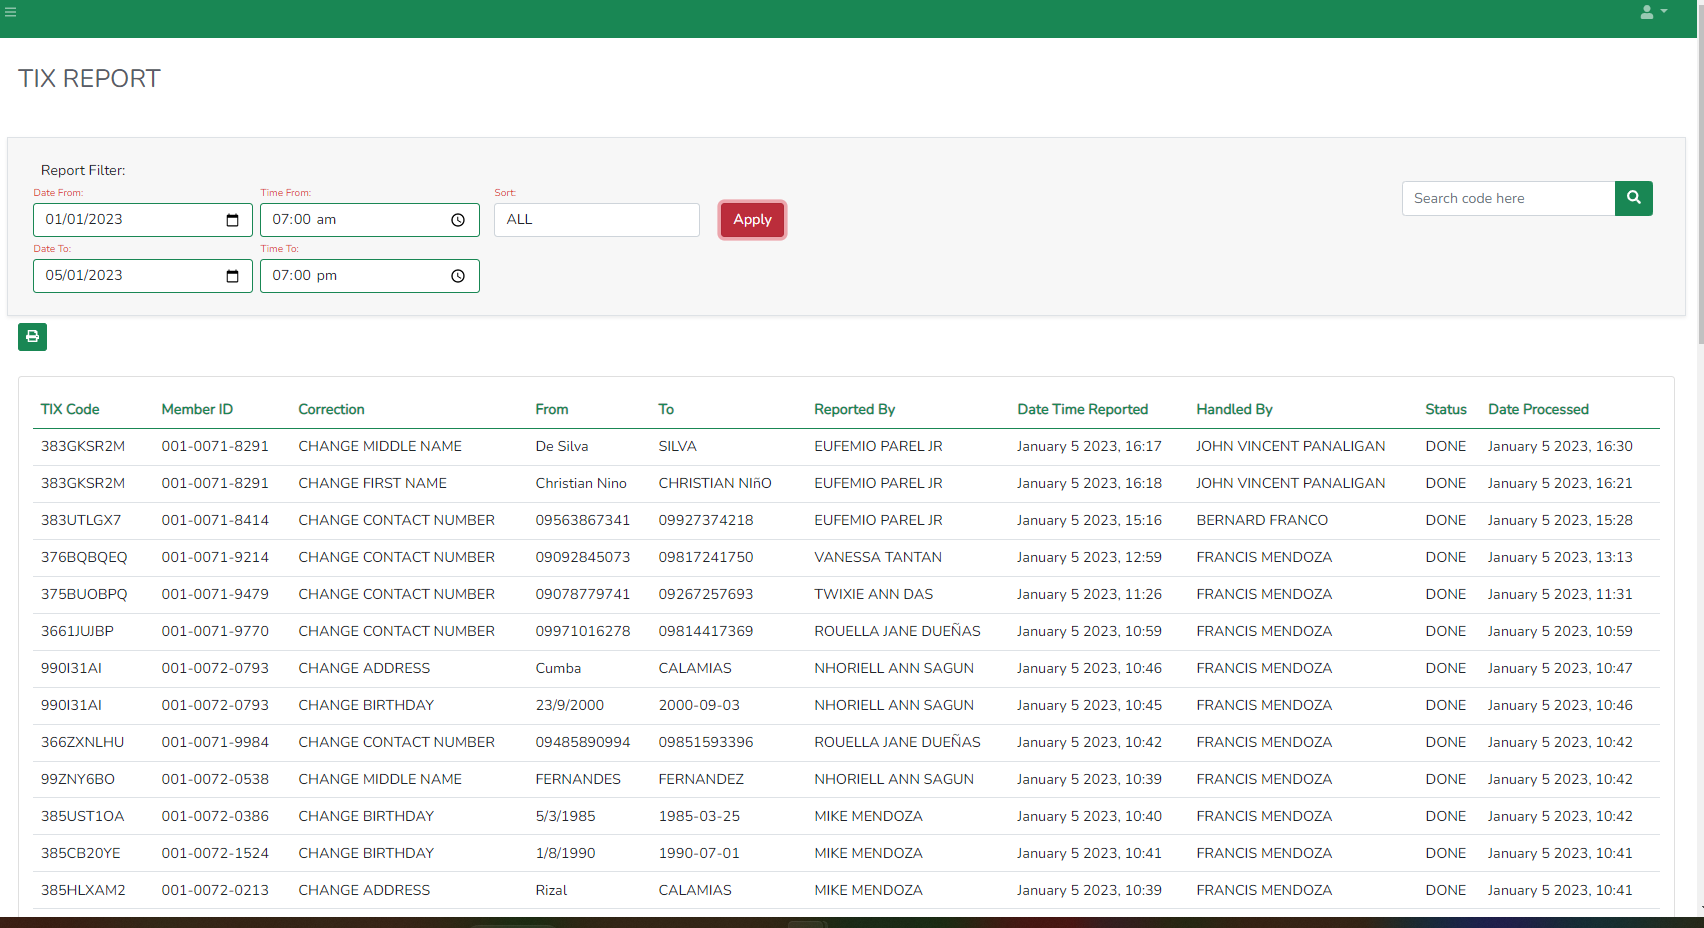 TIX REPORT
Report Filter:
Date From: Time From: Sort:
01/01/2023 07:00 am ALL Apply Search code here
Date To: Time To:
05/01/2023 07:00 pm
TIX Code Member ID Correction From To Reported By Date Time Reported Handled By Status Date Processed
383GKSR2M 001-0071-8291 CHANGE MIDDLE NAME De Silva SILVA EUFEMIO PAREL JR January 5 2023, 16:17 JOHN VINCENT PANALIGAN DONE January 5 2023, 16:30
383GKSR2M 001-0071-8291 CHANGE FIRST NAME Christian Nino CHRISTIAN NIñO EUFEMIO PAREL JR January 5 2023, 16:18 JOHN VINCENT PANALIGAN DONE January 5 2023, 16:21
383UTLGX7 001-0071-8414 CHANGE CONTACT NUMBER 09563867341 09927374218 EUFEMIO PAREL JR January 5 2023, 15:16 BERNARD FRANCO DONE January 5 2023, 15:28
376BQBQEQ 001-0071-9214 CHANGE CONTACT NUMBER 09092845073 09817241750 VANESSA TANTAN January 5 2023, 12:59 FRANCIS MENDOZA DONE January 5 2023, 13:13
375BUOBPQ 001-0071-9479 CHANGE CONTACT NUMBER 09078779741 09267257693 TWIXIE ANN DAS January 5 2023, 11:26 FRANCIS MENDOZA DONE January 5 2023, 11:31
3661JUJBP 001-0071-9770 CHANGE CONTACT NUMBER 09971016278 09814417369 ROUELLA JANE DUEÑAS January 5 2023, 10:59 FRANCIS MENDOZA DONE January 5 2023, 10:59
990I31AI 001-0072-0793 CHANGE ADDRESS Cumba CALAMIAS NHORIELL ANN SAGUN January 5 2023, 10:46 FRANCIS MENDOZA DONE January 5 2023, 10:47
990I31AI 001-0072-0793 CHANGE BIRTHDAY 23/9/2000 2000-09-03 NHORIELL ANN SAGUN January 5 2023, 10:45 FRANCIS MENDOZA DONE January 5 2023, 10:46
366ZXNLHU 001-0071-9984 CHANGE CONTACT NUMBER 09485890994 09851593396 ROUELLA JANE DUEÑAS January 5 2023, 10:42 FRANCIS MENDOZA DONE January 5 2023, 10:42
99ZNY6BO 001-0072-0538 CHANGE MIDDLE NAME FERNANDES FERNANDEZ NHORIELL ANN SAGUN January 5 2023, 10:39 FRANCIS MENDOZA DONE January 5 2023, 10:42
385UST1OA 001-0072-0386 CHANGE BIRTHDAY 5/3/1985 1985-03-25 MIKE MENDOZA January 5 2023, 10:40 FRANCIS MENDOZA DONE January 5 2023, 10:42
385CB20YE 001-0072-1524 CHANGE BIRTHDAY 1/8/1990 1990-07-01 MIKE MENDOZA January 5 2023, 10:41 FRANCIS MENDOZA DONE January 5 2023, 10:41
385HLXAM2 001-0072-0213 CHANGE ADDRESS Rizal CALAMIAS MIKE MENDOZA January 5 2023, 10:39 FRANCIS MENDOZA DONE January 5 2023, 10:41